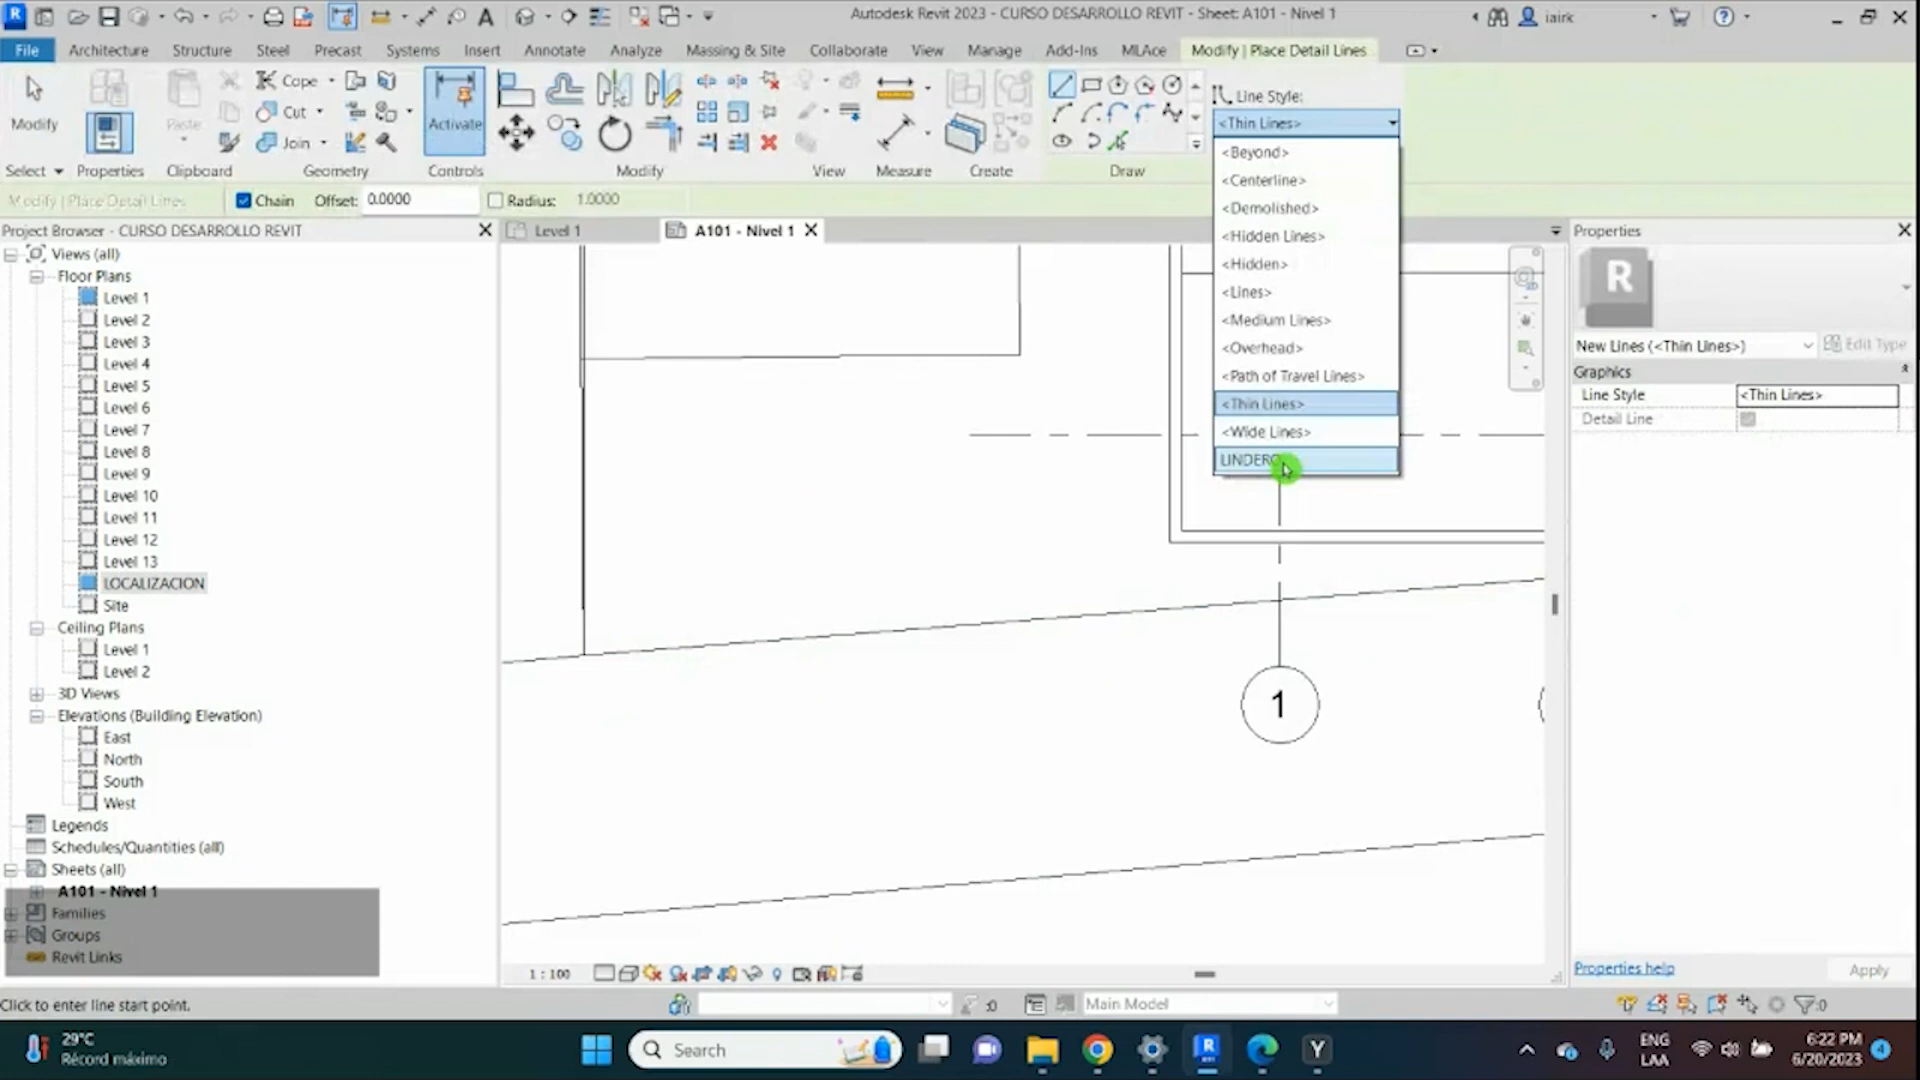 Autodesk Revit 2023 - CURSO DESARROLLO REVIT - Sheet: A101 - Nivel 1
iairk
File Architecture Structure Steel Precast Systems Insert Annotate Analyze Massing & Site Collaborate View Manage Add-Ins MLAce Modify | Place Detail Lines
Modify
Paste
Cope
Cut
Join
Activate
Line Style:
<Thin Lines>
Select Properties Clipboard Geometry Controls Modify View Measure Create Draw
Modify | Place Detail Lines
Chain Offset: 0.0000 Radius: 1.0000
<Beyond>
<Centerline>
<Demolished>
<Hidden Lines>
<Hidden>
<Lines>
<Medium Lines>
<Overhead>
<Path of Travel Lines>
<Thin Lines>
<Wide Lines>
Project Browser - CURSO DESARROLLO REVIT
Views (all)
Floor Plans
Level 1
Level 2
Level 3
Level 4
Level 5
Level 6
Level 7
Level 8
Level 9
Level 10
Level 11
Level 12
Level 13
LOCALIZACION
Site
Ceiling Plans
Level 1
Level 2
3D Views
Elevations (Building Elevation)
East
North
South
West
Legends
Schedules/Quantities (all)
Sheets (all)
A101 - Nivel 1
Families
Groups
Revit Links
Level 1
A101 - Nivel 1
1
1 : 100
Properties
R
New Lines (<Thin Lines>)
Edit Type
Graphics
Line Style <Thin Lines>
Detail Line
Properties help
Apply
Click to enter line start point.
:0
Main Model
:0
29°C
Récord máximo
Search
R
Y
ENG
LAA
6:22 PM
6/20/2023
4